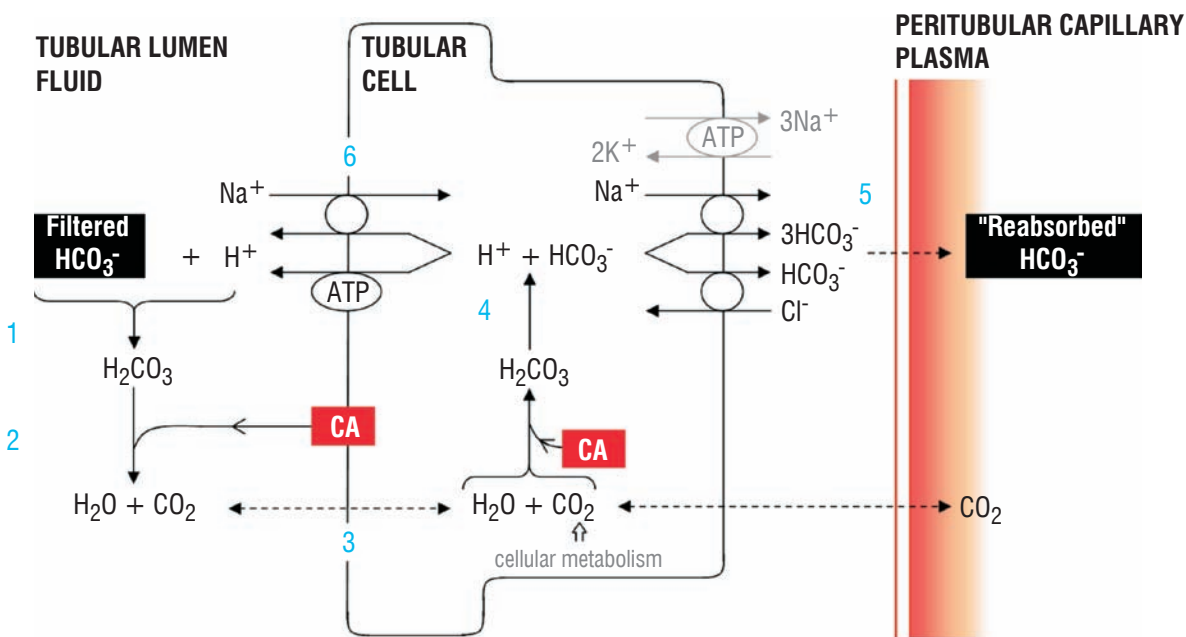 TUBULAR LUMEN
FLUID
TUBULAR
CELL
PERITUBULAR CAPILLARY
PLASMA
3Na⁺
ATP
2K⁺
6
Na⁺
Na⁺
5
Filtered
HCO₃⁻
+ H⁺
H⁺ + HCO₃⁻
3HCO₃⁻
"Reabsorbed"
HCO₃⁻
HCO₃⁻
ATP
Cl⁻
4
1
H₂CO₃
H₂CO₃
2
CA
CA
H₂O + CO₂
H₂O + CO₂
CO₂
3
cellular metabolism